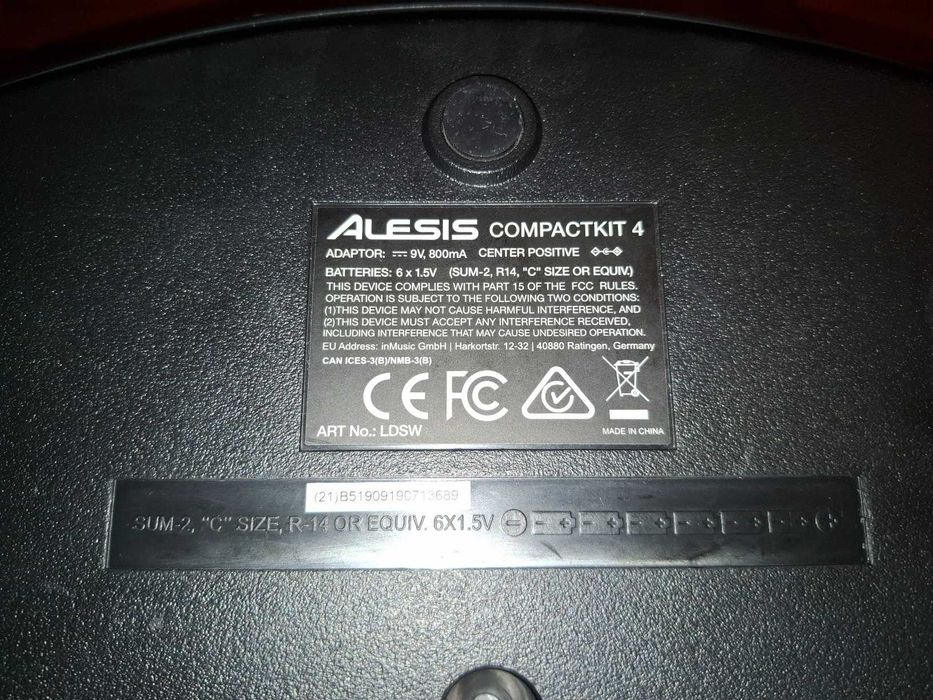 ALESIS COMPACTKIT 4
ADAPTOR: 9V, 800mA CENTER POSITIVE
BATTERIES: 6 x 1.5V (SUM-2, R14, "C" SIZE OR EQUIV.)
THIS DEVICE COMPLIES WITH PART 15 OF THE FCC RULES.
OPERATION IS SUBJECT TO THE FOLLOWING TWO CONDITIONS:
(1)THIS DEVICE MAY NOT CAUSE HARMFUL INTERFERENCE, AND
(2)THIS DEVICE MUST ACCEPT ANY INTERFERENCE RECEIVED,
INCLUDING INTERFERENCE THAT MAY CAUSE UNDESIRED OPERATION.
EU Address: inMusic GmbH | Harkortstr. 12-32 | 40880 Ratingen, Germany
CAN ICES-3(B)/NMB-3(B)
CE FC
ART No.: LDSW
MADE IN CHINA
(21)B51909190713689
SUM-2, "C" SIZE, R-14 OR EQUIV. 6X1.5V